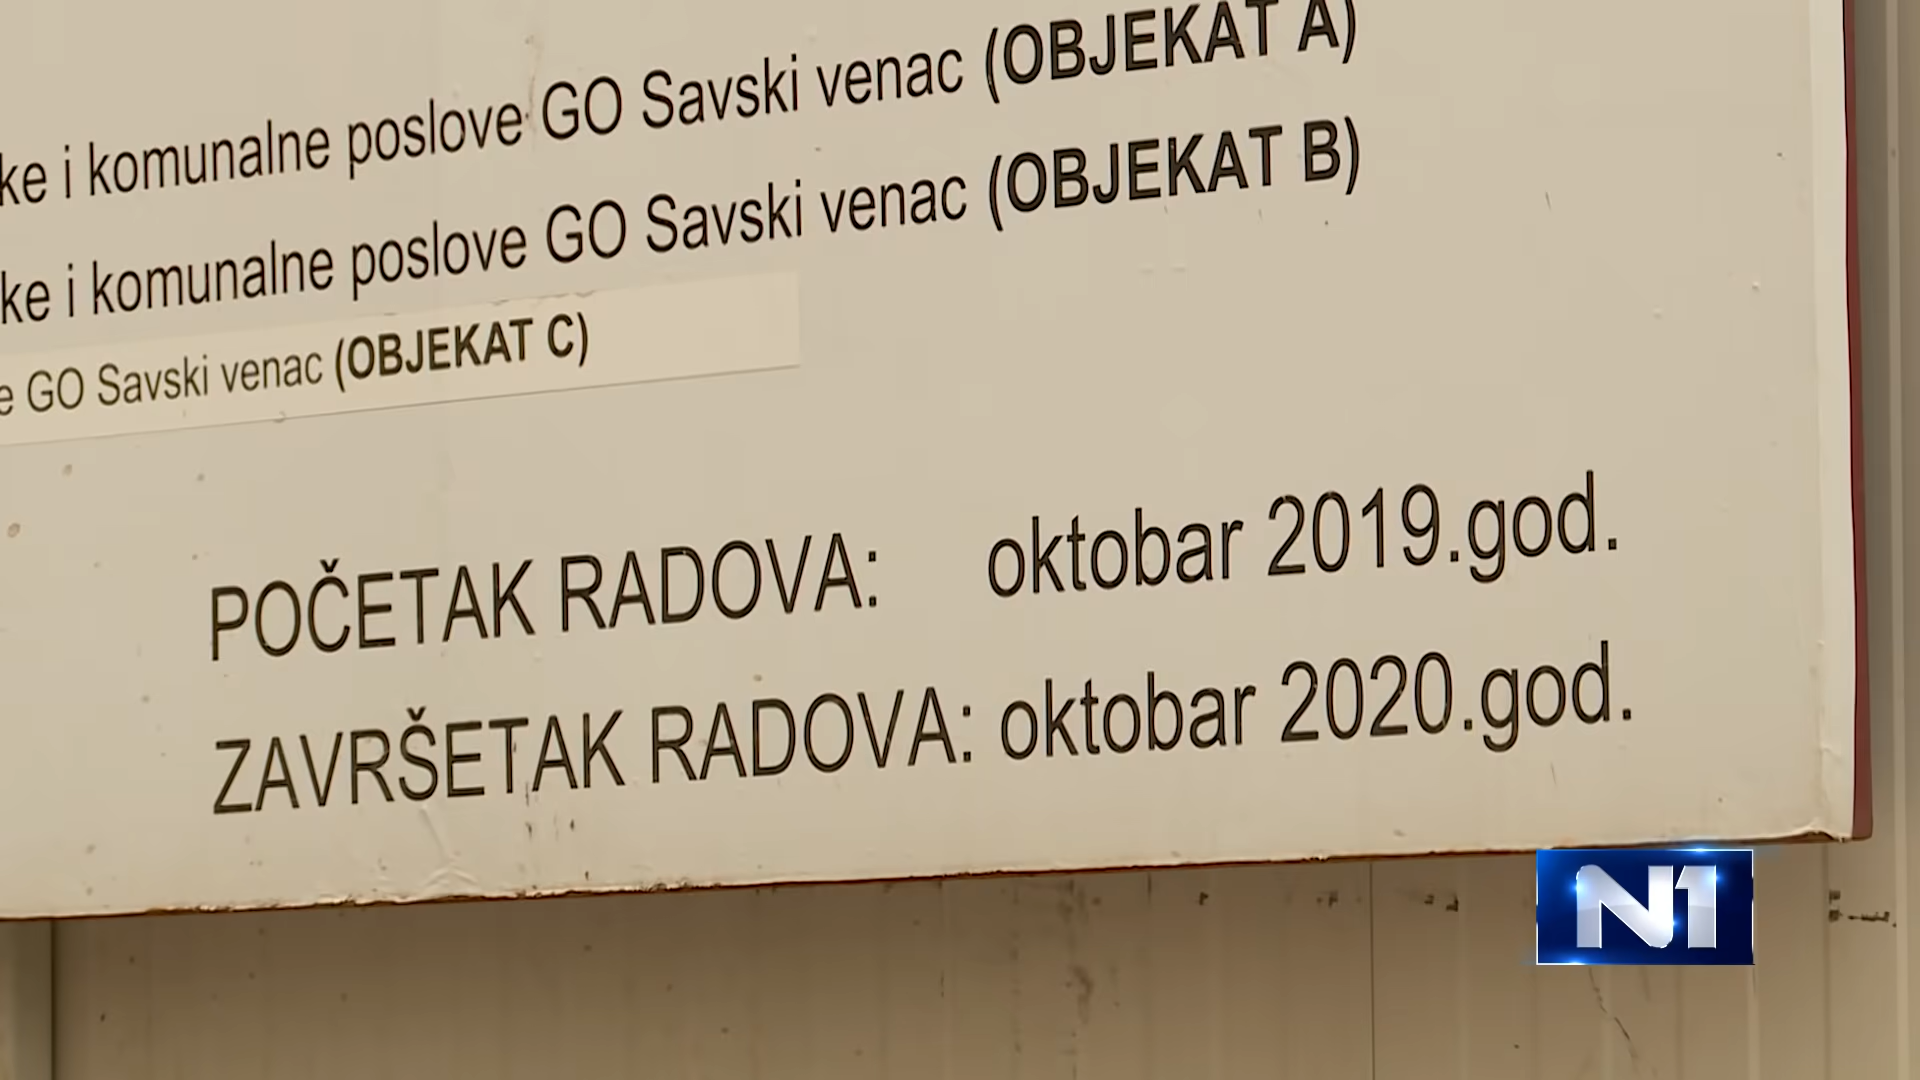 ke i komunalne poslove GO Savski venac (OBJEKAT A)
ke i komunalne poslove GO Savski venac (OBJEKAT B)
e GO Savski venac (OBJEKAT C)
POČETAK RADOVA: oktobar 2019.god.
ZAVRŠETAK RADOVA: oktobar 2020.god.
N1